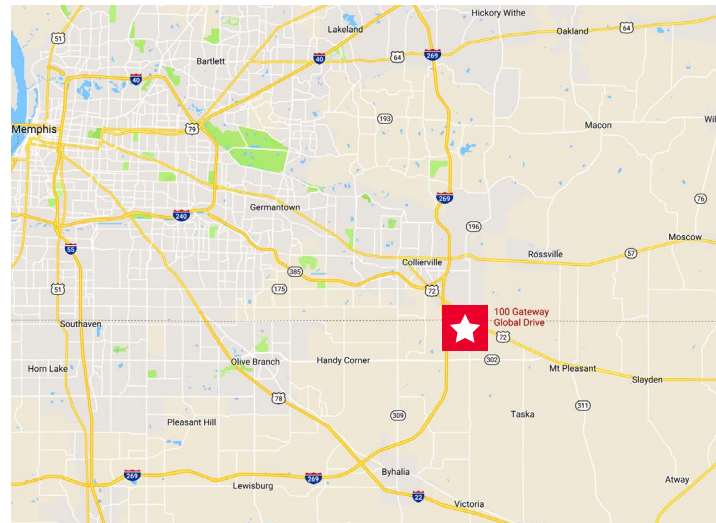 Hickory Withe
51
Lakeland
Oakland
64
40
64
269
Bartlett
40
193
Memphis
79
Macon
Wil
269
76
Germantown
240
196
55
Moscow
Rossville
57
Collierville
385
175
72
51
100 Gateway
Global Drive
Southaven
72
302
Olive Branch
Handy Corner
Horn Lake
Mt Pleasant
Slayden
78
311
309
Taska
Pleasant Hill
269
269
Byhalia
Atway
Lewisburg
22
Victoria